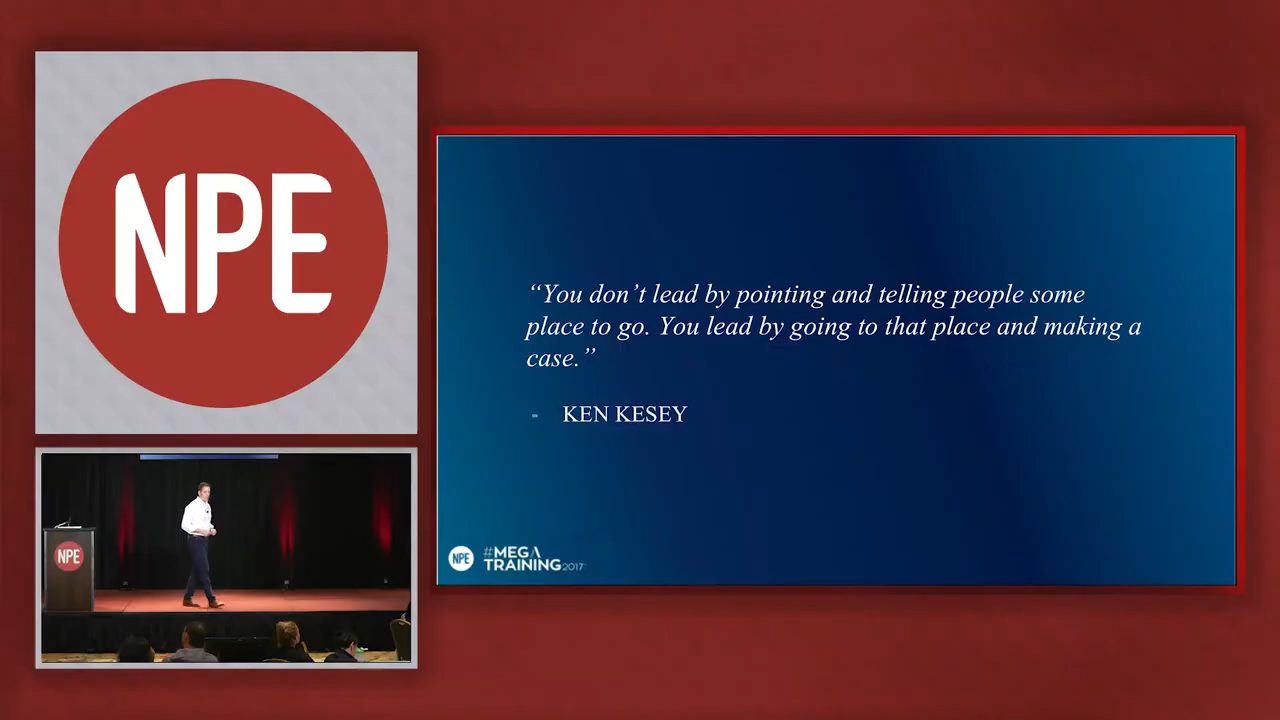 NPE
“You don’t lead by pointing and telling people some
place to go. You lead by going to that place and making a
case.”
- KEN KESEY
NPE
NPE
#MEGA
TRAINING2017